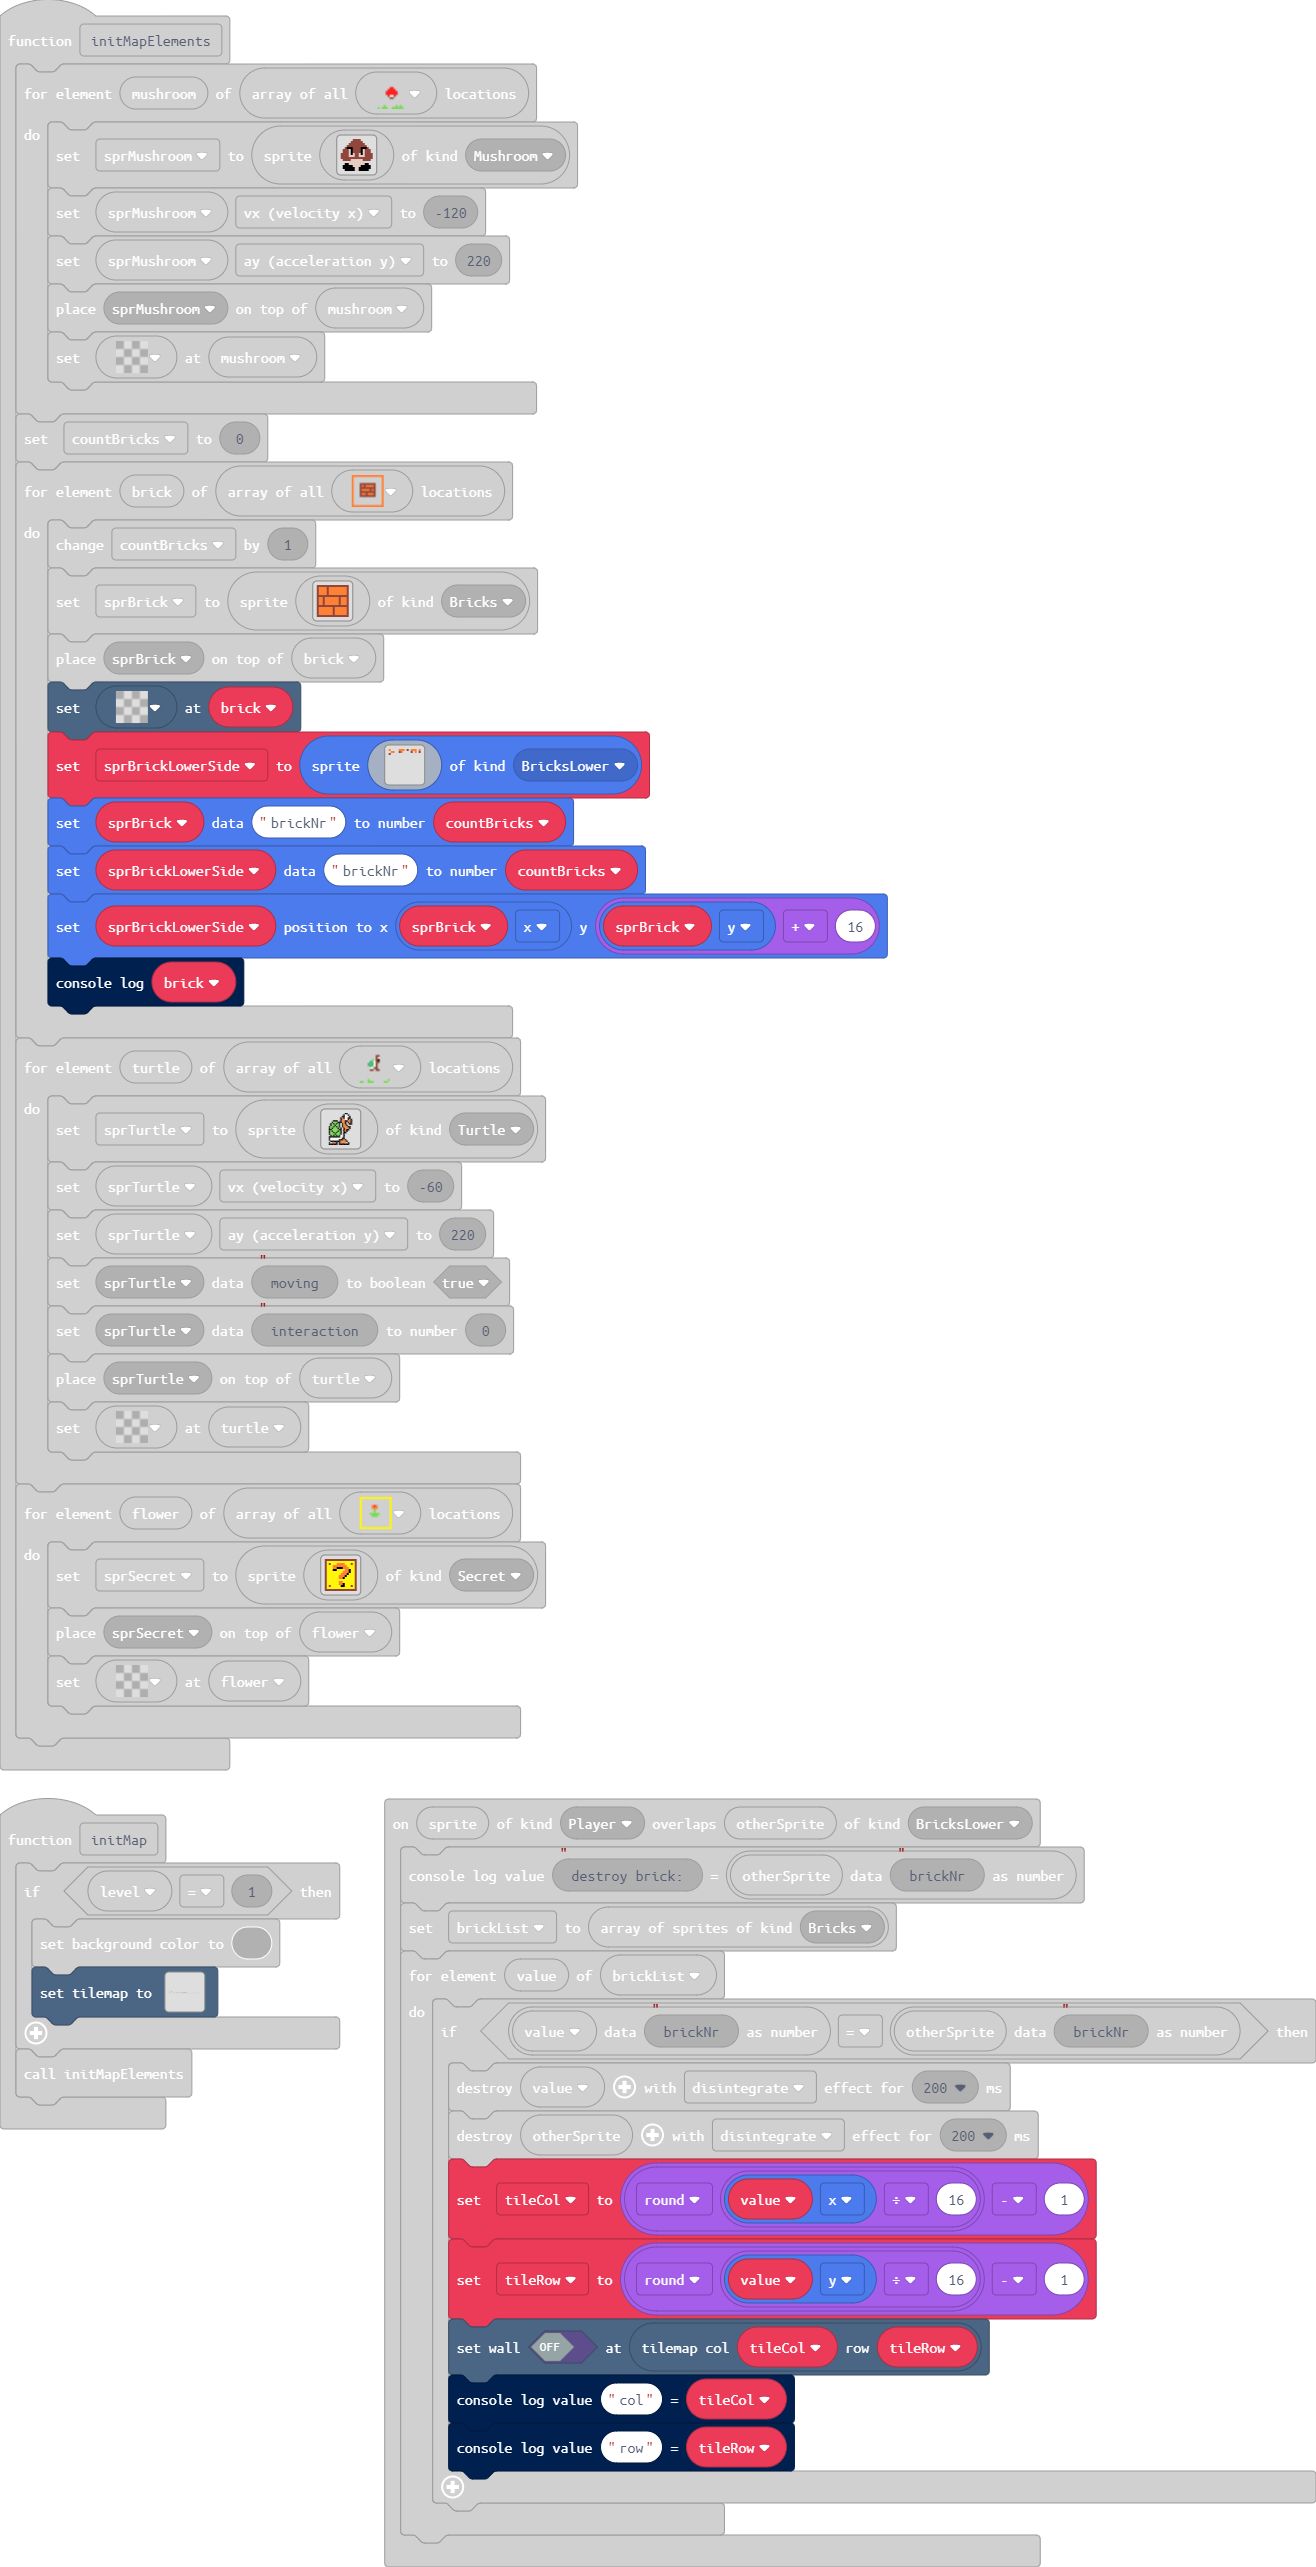 function initMapElements
for element mushroom of array of all locations
do
set sprMushroom to sprite of kind Mushroom
set sprMushroom vx (velocity x) to -120
set sprMushroom ay (acceleration y) to 220
place sprMushroom on top of mushroom
set at mushroom
set countBricks to 0
for element brick of array of all locations
do
change countBricks by 1
set sprBrick to sprite of kind Bricks
place sprBrick on top of brick
set at brick
set sprBrickLowerSide to sprite of kind BricksLower
set sprBrick data "brickNr" to number countBricks
set sprBrickLowerSide data "brickNr" to number countBricks
set sprBrickLowerSide position to x sprBrick x y sprBrick y + 16
console log brick
for element turtle of array of all locations
do
set sprTurtle to sprite of kind Turtle
set sprTurtle vx (velocity x) to -60
set sprTurtle ay (acceleration y) to 220
set sprTurtle data "moving to boolean true
set sprTurtle data "interaction to number 0
place sprTurtle on top of turtle
set at turtle
for element flower of array of all locations
do
set sprSecret to sprite ? of kind Secret
place sprSecret on top of flower
set at flower
function initMap
if level = 1 then
set background color to
set tilemap to
call initMapElements
on sprite of kind Player overlaps otherSprite of kind BricksLower
console log value "destroy brick: = otherSprite data "brickNr as number
set brickList to array of sprites of kind Bricks
for element value of brickList
do
if value data "brickNr as number = otherSprite data "brickNr as number then
destroy value with disintegrate effect for 200 ms
destroy otherSprite with disintegrate effect for 200 ms
set tileCol to round value x ÷ 16 - 1
set tileRow to round value y ÷ 16 - 1
set wall OFF at tilemap col tileCol row tileRow
console log value "col" = tileCol
console log value "row" = tileRow